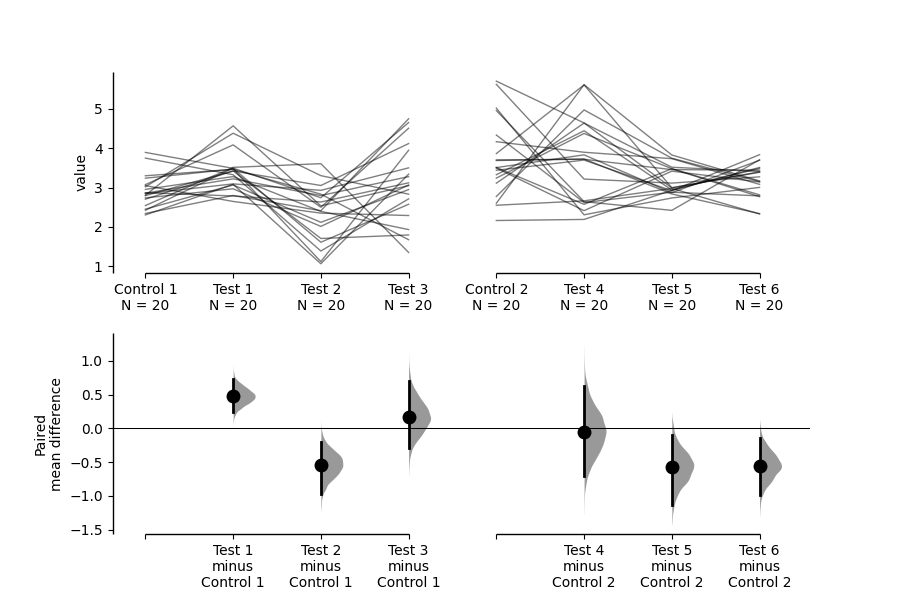 value
5
4
3
2
1
Control 1 Test 1 Test 2 Test 3 Control 2 Test 4 Test 5 Test 6
N = 20 N = 20 N = 20 N = 20 N = 20 N = 20 N = 20 N = 20
Paired
mean difference
1.0
0.5
0.0
−0.5
−1.0
−1.5
Test 1 Test 2 Test 3 Test 4 Test 5 Test 6
minus minus minus minus minus minus
Control 1 Control 1 Control 1 Control 2 Control 2 Control 2